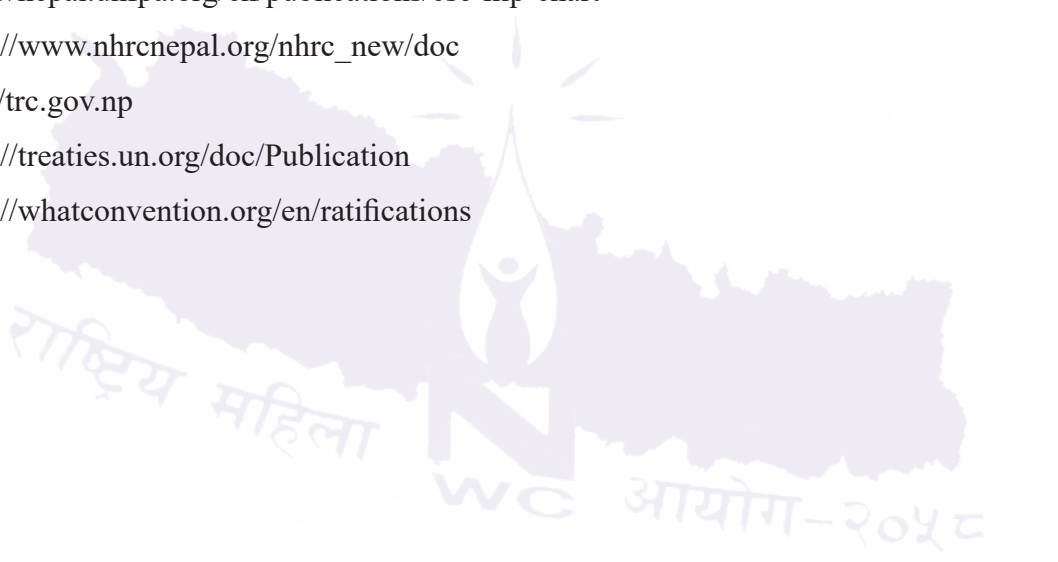 //www.nhrcnepal.org/nhrc_new/doc
/trc.gov.np
//treaties.un.org/doc/Publication
//whatconvention.org/en/ratifications
राष्ट्रिय महिला
N
WC आयोग-२०५८